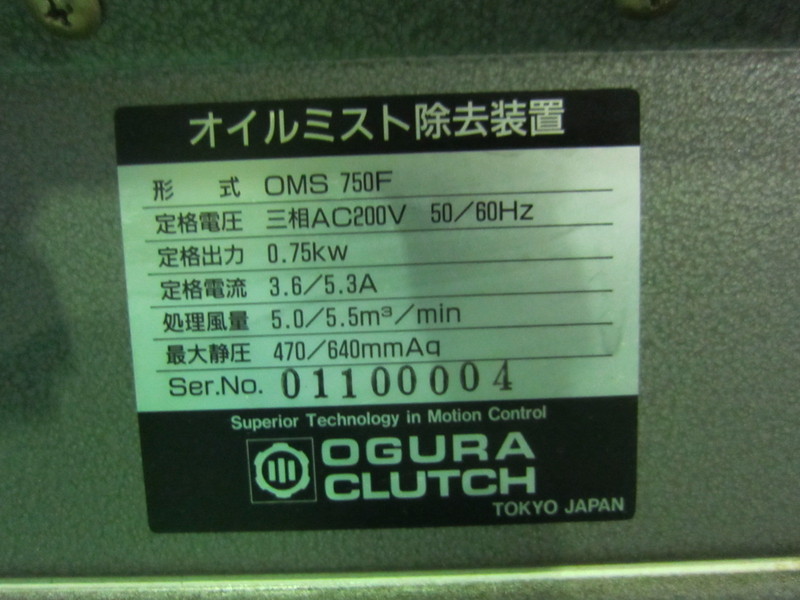 オイルミスト除去装置
形 式 OMS 750F
定格電圧 三相AC200V 50/60Hz
定格出力 0.75kw
定格電流 3.6/5.3A
処理風量 5.0/5.5m³/min
最大静圧 470/640mmAq
Ser.No. 01100004
Superior Technology in Motion Control
OGURA
CLUTCH
TOKYO JAPAN